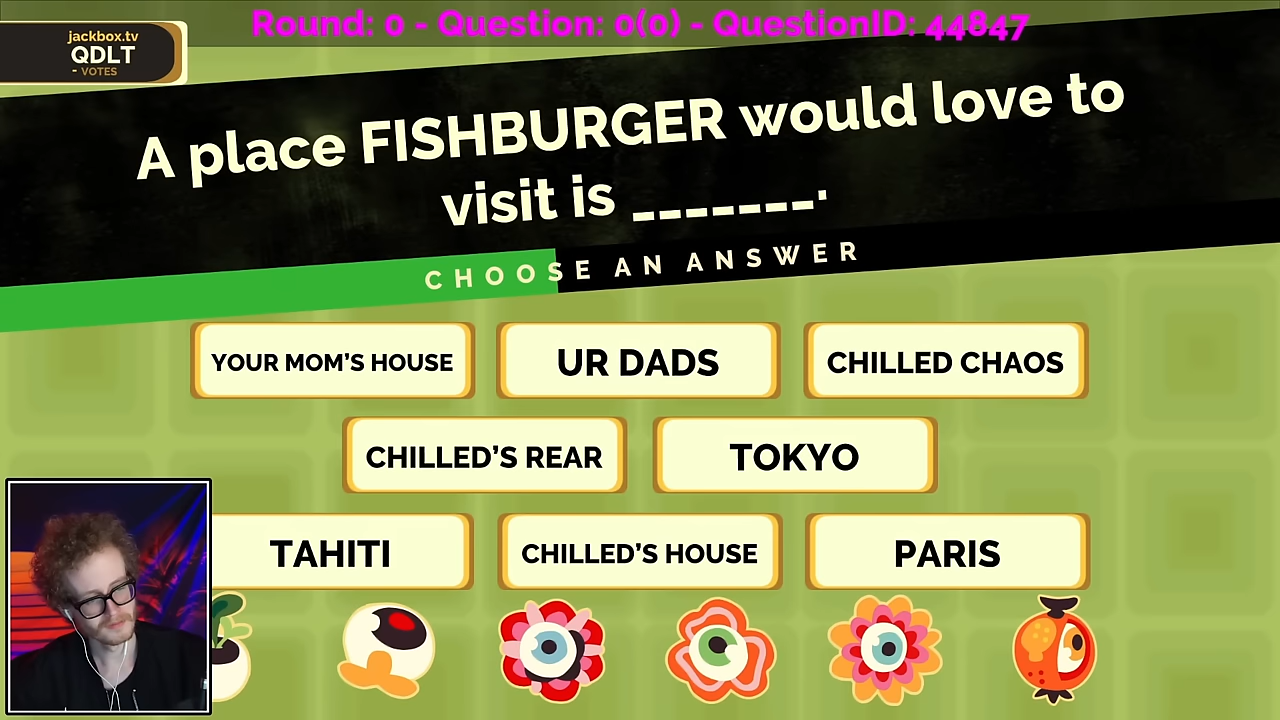 Round: 0 - Question: 0(0) - QuestionID: 44847
jackbox.tv
QDLT
- VOTES
A place FISHBURGER would love to
visit is _______.
CHOOSE AN ANSWER
YOUR MOM'S HOUSE
UR DADS
CHILLED CHAOS
CHILLED'S REAR
TOKYO
TAHITI
CHILLED'S HOUSE
PARIS